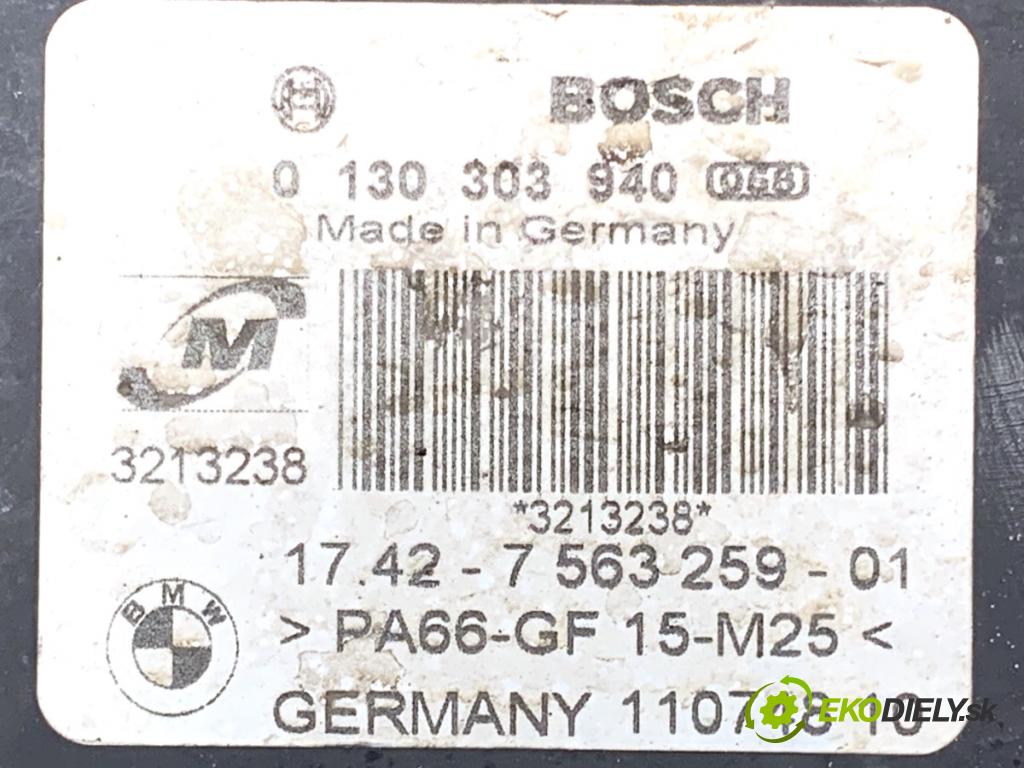 BOSCH
0 130 303 940
Made in Germany
M
3213238
*3213238*
17.42 - 7 563 259 - 01
BMW
> PA66-GF 15-M25 <
GERMANY
EKODIELY.sk